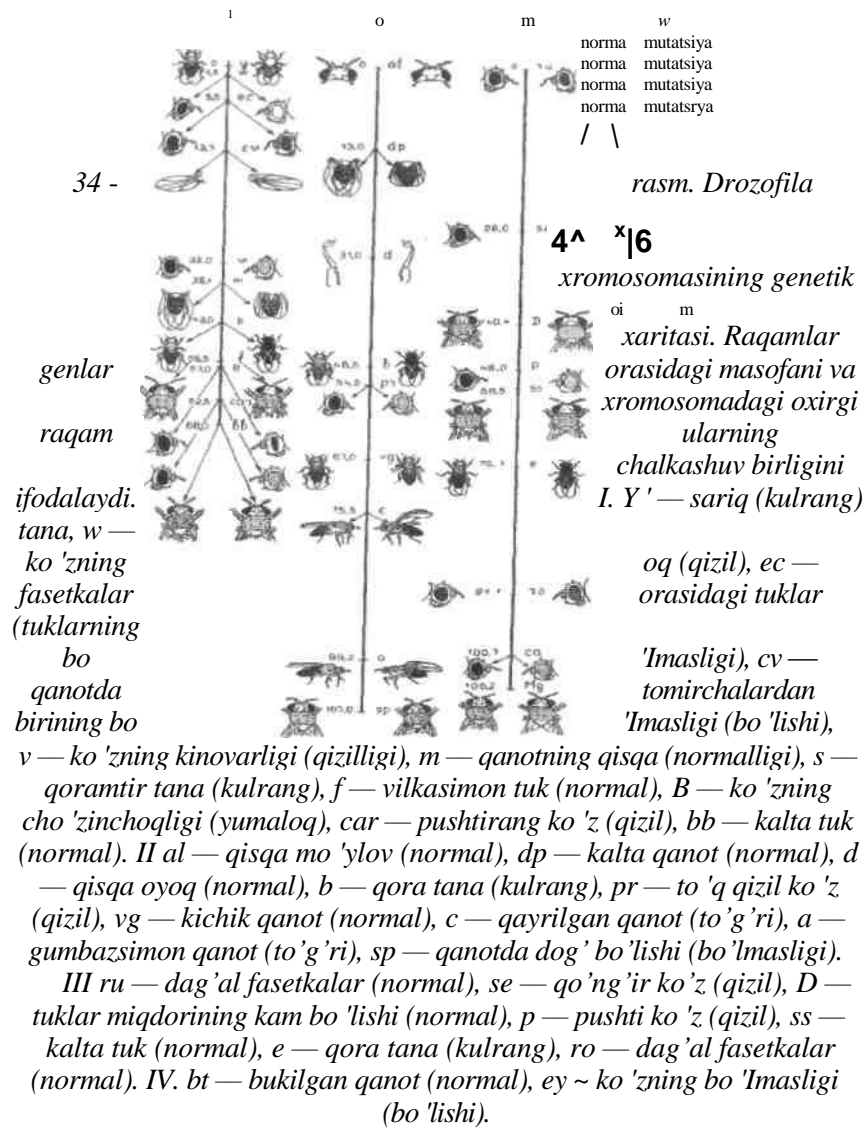 l o m w
norma mutatsiya
norma mutatsiya
norma mutatsiya
norma mutatsrya
/ \
34 - rasm. Drozofila
4^ x|6
xromosomasining genetik
oi m
xaritasi. Raqamlar
genlar orasidagi masofani va
xromosomadagi oxirgi
raqam ularning
chalkashuv birligini
ifodalaydi. I. Y ' — sariq (kulrang)
tana, w —
ko 'zning oq (qizil), ec —
fasetkalar orasidagi tuklar
(tuklarning
bo 'Imasligi), cv —
qanotda tomirchalardan
birining bo 'Imasligi (bo 'lishi),
v — ko 'zning kinovarligi (qizilligi), m — qanotning qisqa (normalligi), s —
qoramtir tana (kulrang), f — vilkasimon tuk (normal), B — ko 'zning
cho 'zinchoqligi (yumaloq), car — pushtirang ko 'z (qizil), bb — kalta tuk
(normal). II al — qisqa mo 'ylov (normal), dp — kalta qanot (normal), d
— qisqa oyoq (normal), b — qora tana (kulrang), pr — to 'q qizil ko 'z
(qizil), vg — kichik qanot (normal), c — qayrilgan qanot (to’g’ri), a —
gumbazsimon qanot (to’g’ri), sp — qanotda dog’ bo’lishi (bo’lmasligi).
III ru — dag’al fasetkalar (normal), se — qo’ng’ir ko’z (qizil), D —
tuklar miqdorining kam bo 'lishi (normal), p — pushti ko 'z (qizil), ss —
kalta tuk (normal), e — qora tana (kulrang), ro — dag’al fasetkalar
(normal). IV. bt — bukilgan qanot (normal), ey ~ ko 'zning bo 'Imasligi
(bo 'lishi).